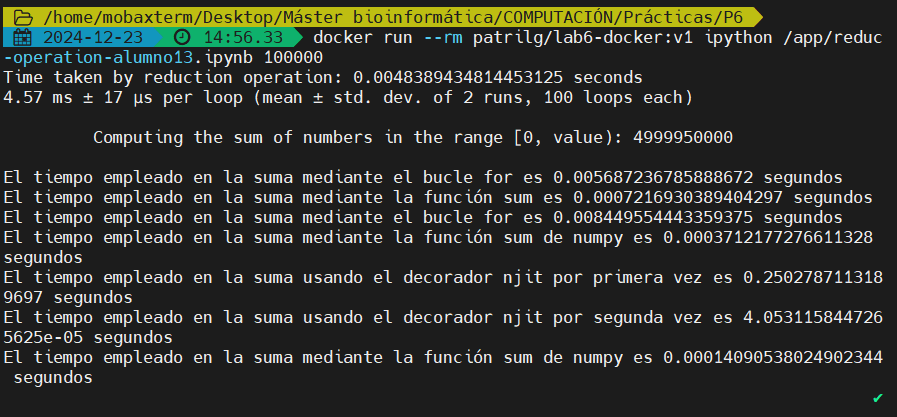 /home/mobaxterm/Desktop/Máster bioinformática/COMPUTACIÓN/Prácticas/P6
2024-12-23 14:56.33 docker run --rm patrilg/lab6-docker:v1 ipython /app/reduc
-operation-alumno13.ipynb 100000
Time taken by reduction operation: 0.0048389434814453125 seconds
4.57 ms ± 17 µs per loop (mean ± std. dev. of 2 runs, 100 loops each)
Computing the sum of numbers in the range [0, value): 4999950000
El tiempo empleado en la suma mediante el bucle for es 0.005687236785888672 segundos
El tiempo empleado en la suma mediante la función sum es 0.0007216930389404297 segundos
El tiempo empleado en la suma mediante el bucle for es 0.008449554443359375 segundos
El tiempo empleado en la suma mediante la función sum de numpy es 0.0003712177276611328
segundos
El tiempo empleado en la suma usando el decorador njit por primera vez es 0.250278711318
9697 segundos
El tiempo empleado en la suma usando el decorador njit por segunda vez es 4.053115844726
5625e-05 segundos
El tiempo empleado en la suma mediante la función sum de numpy es 0.00014090538024902344
segundos